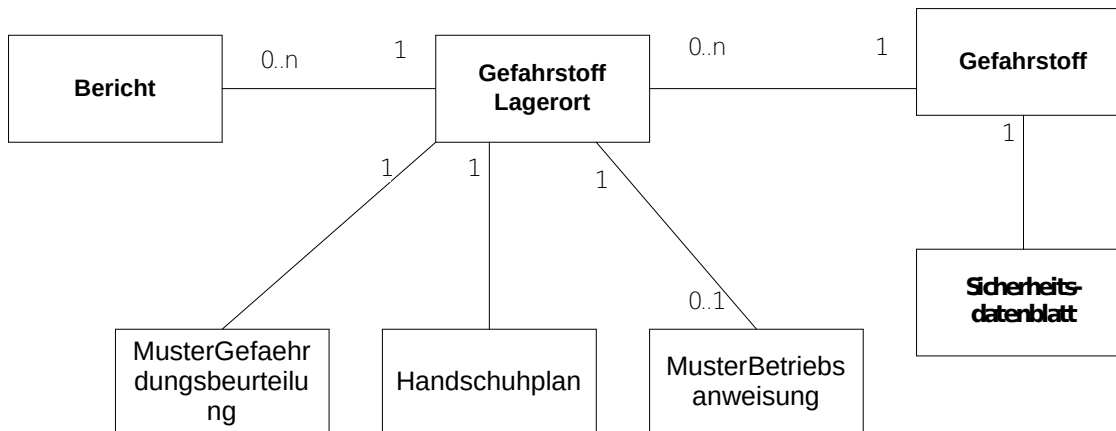 Bericht
0..n
1
Gefahrstoff
Lagerort
0..n
1
Gefahrstoff
1
1
1
1
0..1
Sicherheits-
datenblatt
MusterGefaehr
dungsbeurteilu
ng
Handschuhplan
MusterBetriebs
anweisung